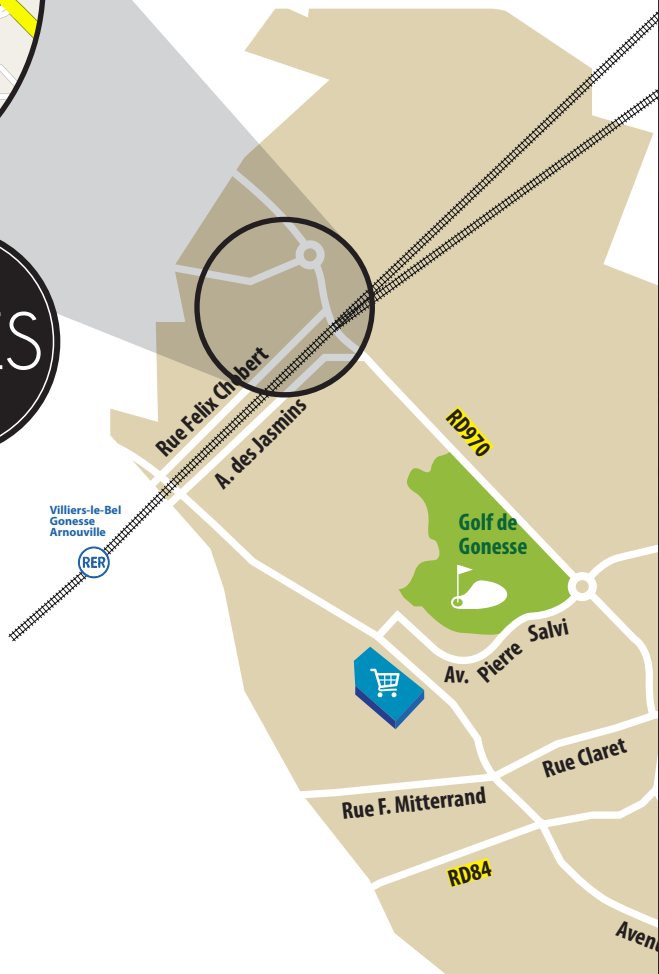 ES
Rue Felix Chobert
A. des Jasmins
RD970
Villiers-le-Bel
Gonesse
Arnouville
RER
Golf de
Gonesse
Av. Pierre Salvi
Rue Claret
Rue F. Mitterrand
RD84